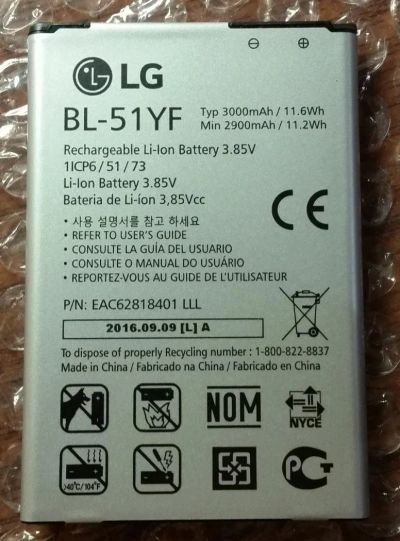 LG
BL-51YF
Typ 3000mAh / 11.6Wh
Min 2900mAh / 11.2Wh
Rechargeable Li-Ion Battery 3.85V
1ICP6 / 51 / 73
Li-Ion Battery 3.85V
Bateria de Li-íon 3,85Vcc
CE
• 사용 설명서를 참고 하세요
• REFER TO USER'S GUIDE
• CONSULTE LA GUÍA DEL USUARIO
• CONSULTE O MANUAL DO USUÁRIO
• REPORTEZ-VOUS AU GUIDE DE L'UTILISATEUR
P/N: EAC62818401 LLL
2016.09.09 [L] A
To dispose of properly Recycling : 1-800-822-8837
Made in China / Fabricado na China / Fabricado en China
NOM
NYCE
>40°C/104°F